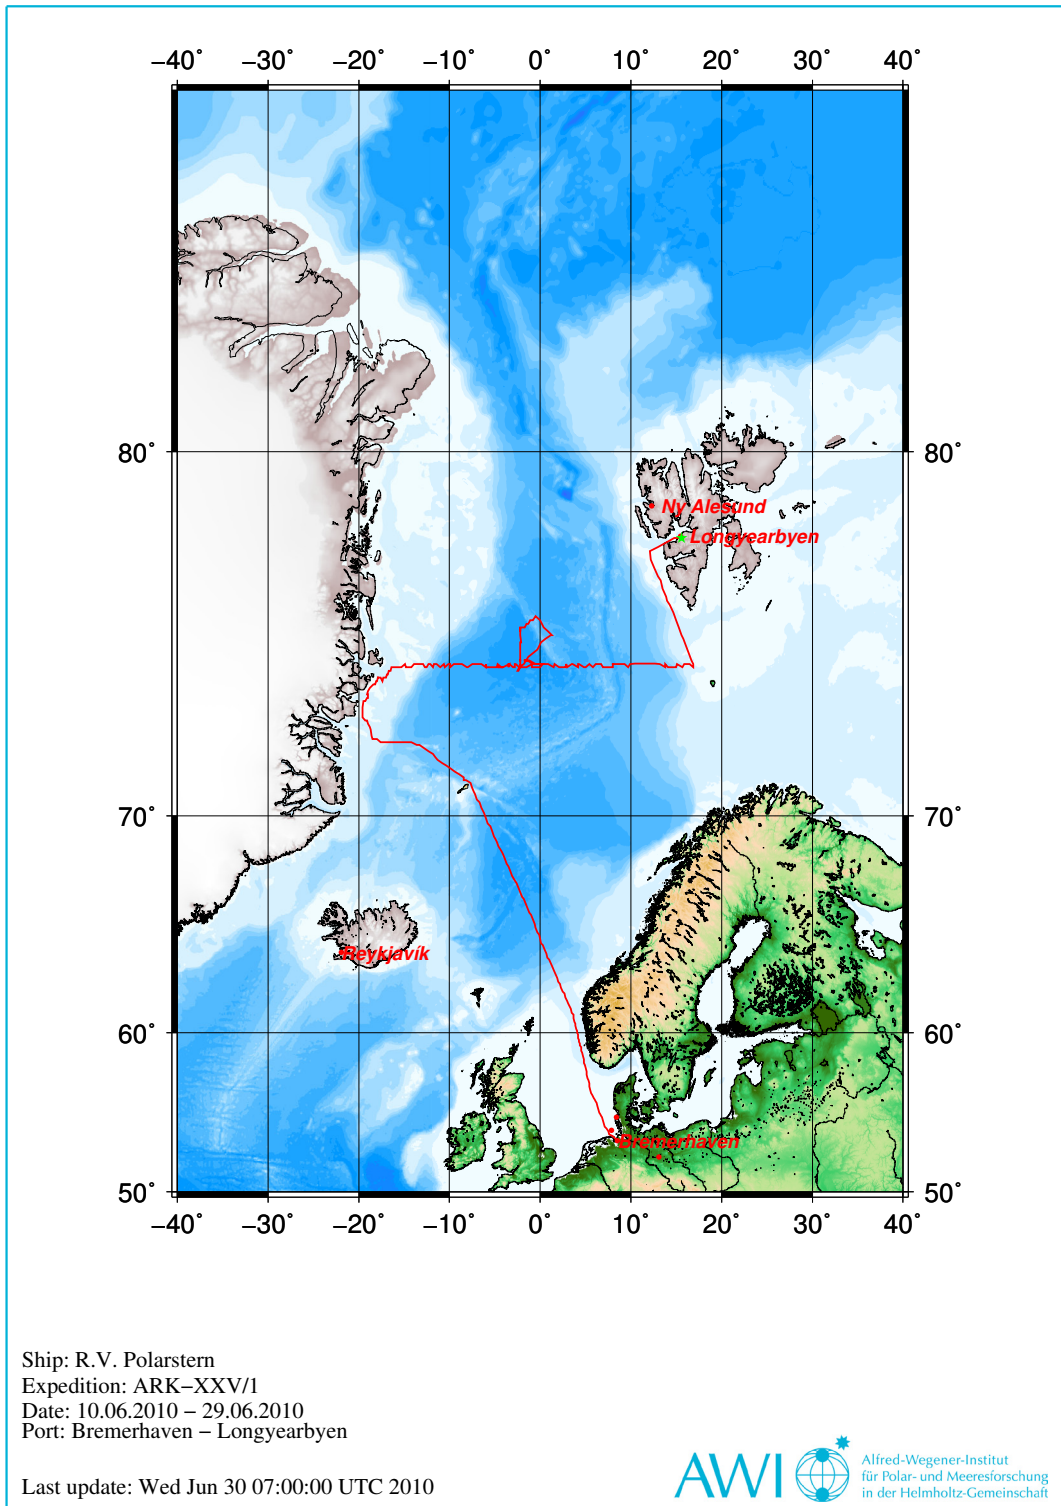 −40˚ −30˚ −20˚ −10˚ 0˚ 10˚ 20˚ 30˚ 40˚
80˚ 80˚
Ny Alesund
Longyearbyen
70˚ 70˚
Reykjavík
60˚ 60˚
Bremerhaven
50˚ 50˚
−40˚ −30˚ −20˚ −10˚ 0˚ 10˚ 20˚ 30˚ 40˚
Ship: R.V. Polarstern
Expedition: ARK−XXV/1
Date: 10.06.2010 − 29.06.2010
Port: Bremerhaven − Longyearbyen
Last update: Wed Jun 30 07:00:00 UTC 2010
AWI
Alfred-Wegener-Institut
für Polar- und Meeresforschung
in der Helmholtz-Gemeinschaft